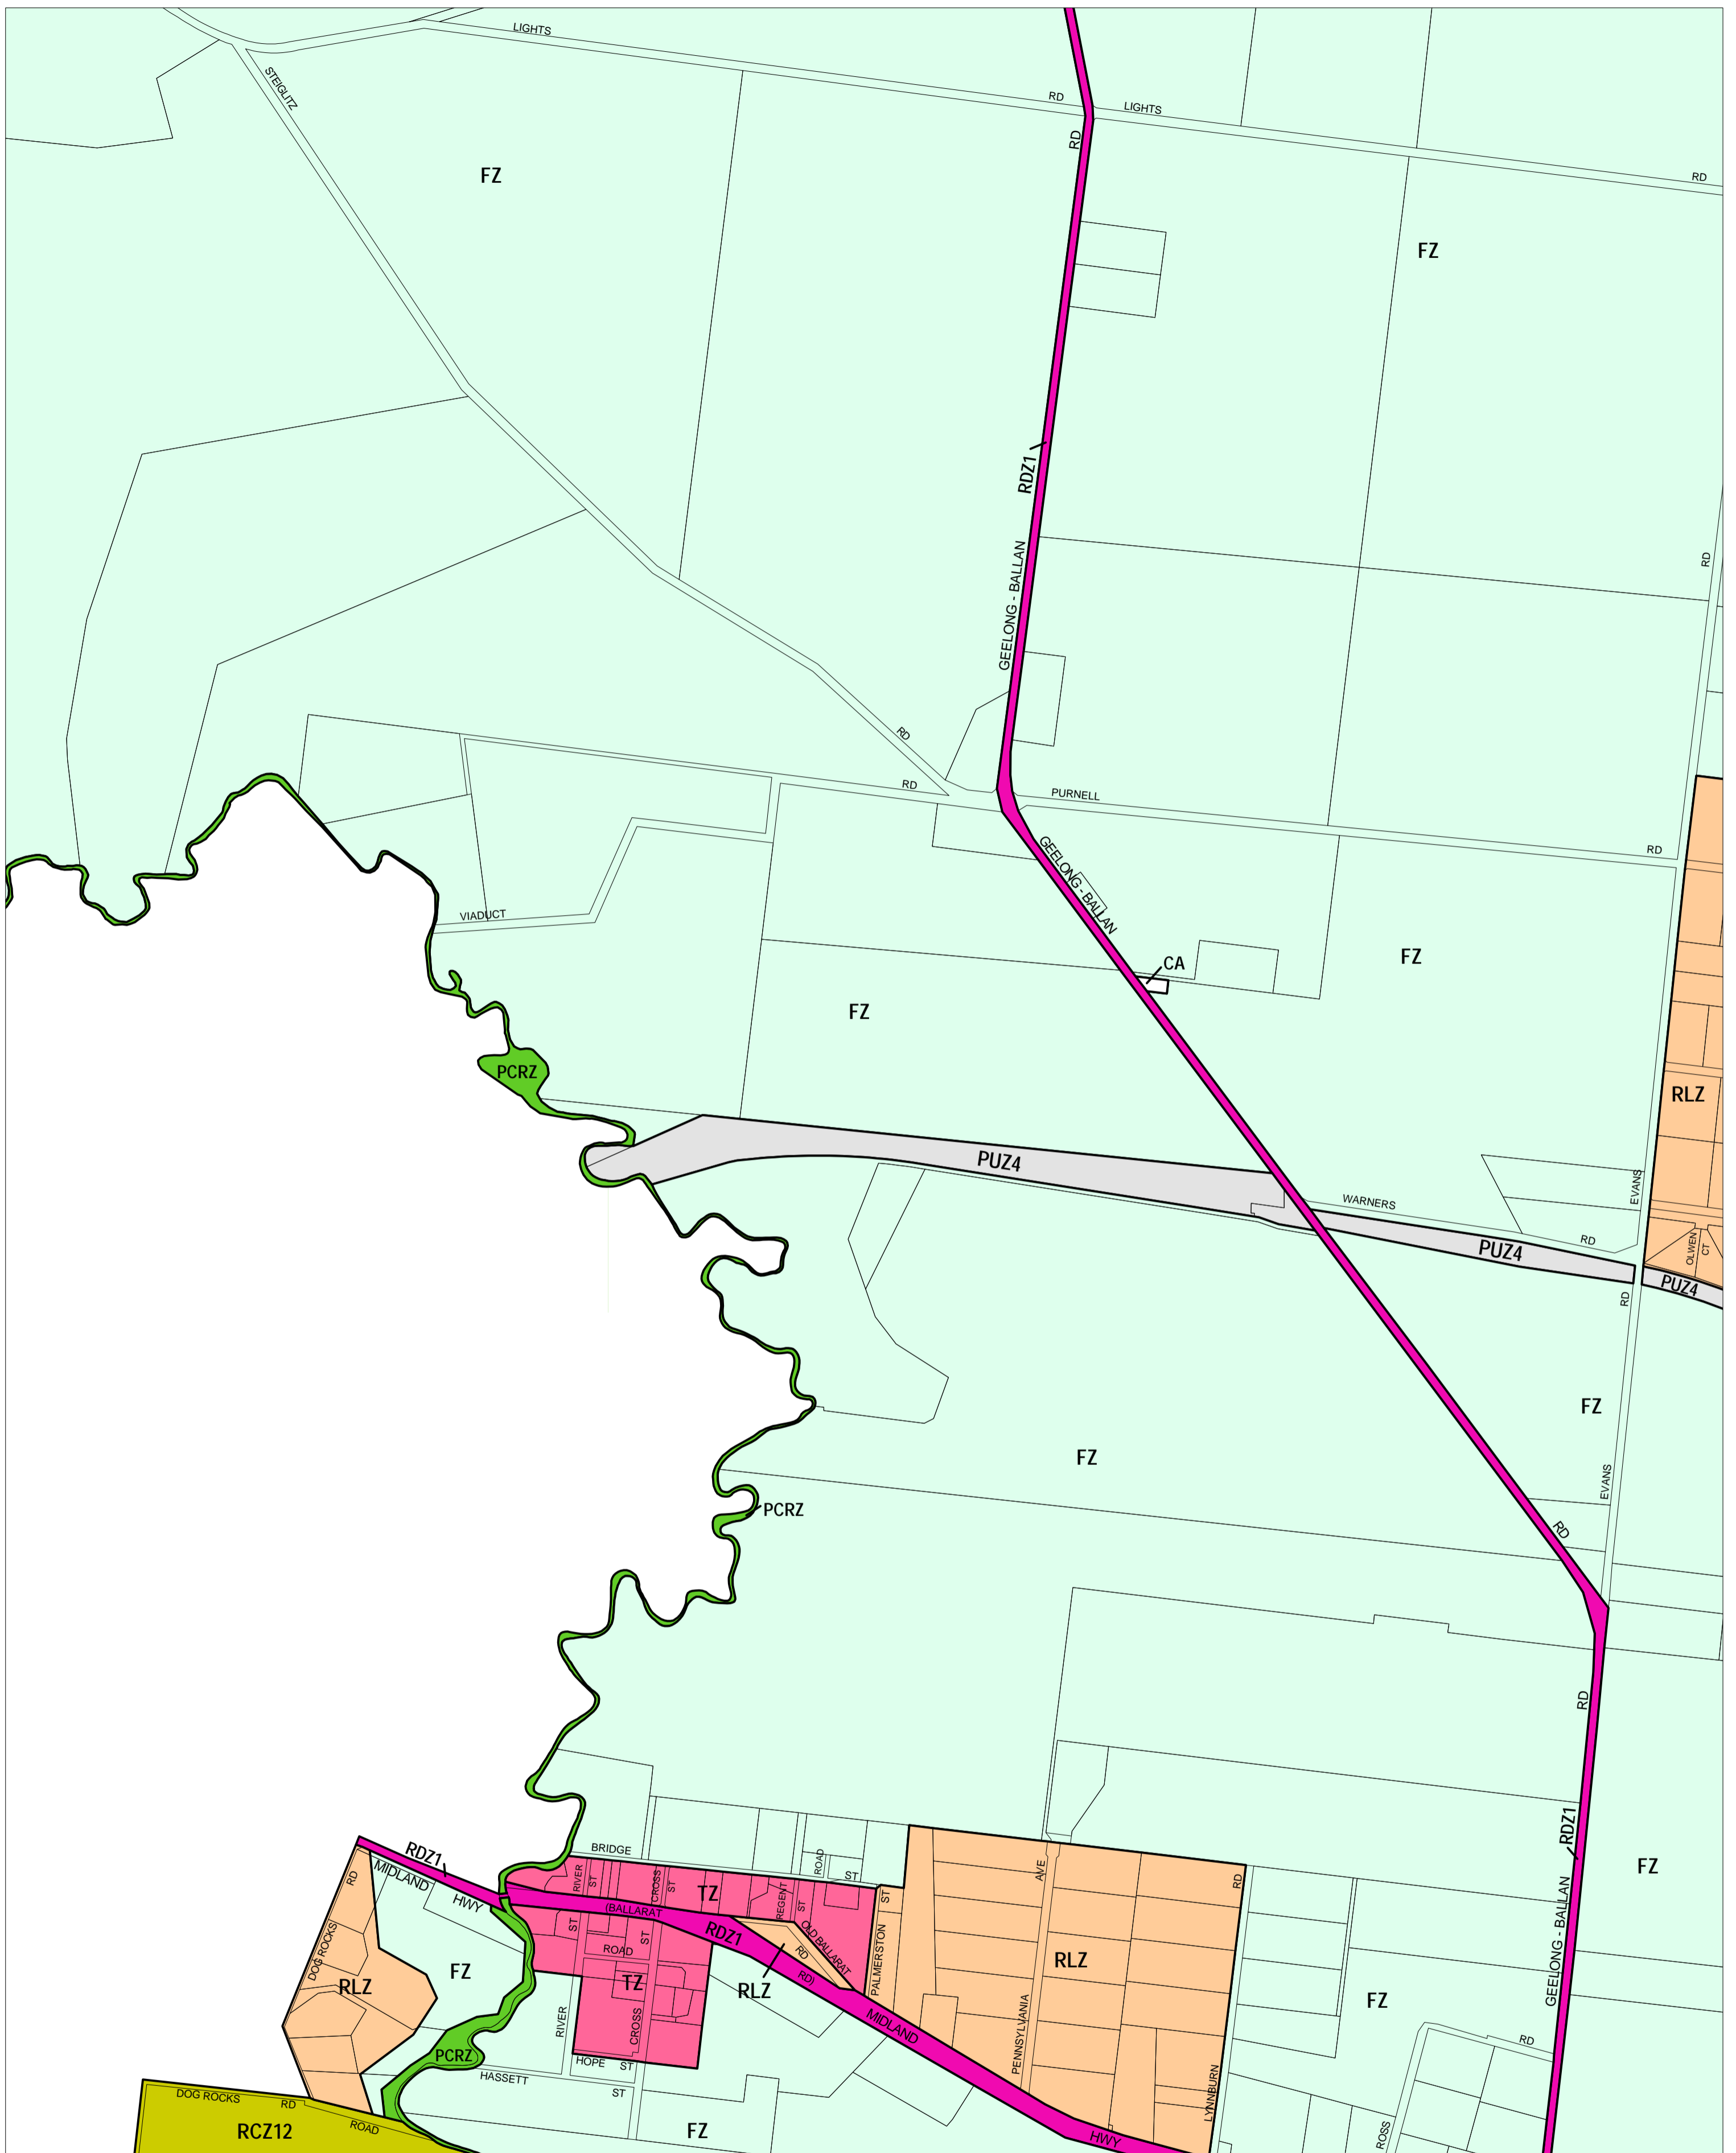 LIGHTS
STEIGLITZ
RD
LIGHTS
RD
RD
FZ
FZ
RDZ1
GEELONG - BALLAN
RD
RD
RD
PURNELL
RD
GEELONG - BALLAN
VIADUCT
CA
FZ
FZ
PCRZ
RLZ
PUZ4
WARNERS
RD
EVANS
OLWEN
CT
PUZ4
PUZ4
RD
FZ
FZ
EVANS
PCRZ
RD
RD
RDZ1
GEELONG - BALLAN
FZ
RDZ1
MIDLAND
HWY
RD
DOG ROCKS
RLZ
FZ
BRIDGE
ROAD
ST
RIVER
ST
CROSS
ST
TZ
REGENT
ST
(BALLARAT
RDZ1
OLD BALLARAT
RD
RD)
ST
ST
ROAD
TZ
RLZ
ST
PALMERSTON
AVE
RD
RLZ
MIDLAND
PENNSYLVANIA
LYNNBURN
FZ
RD
ROSS
RIVER
CROSS
HOPE
ST
PCRZ
HASSETT
ST
DOG ROCKS
RD
ROAD
RCZ12
FZ
HWY